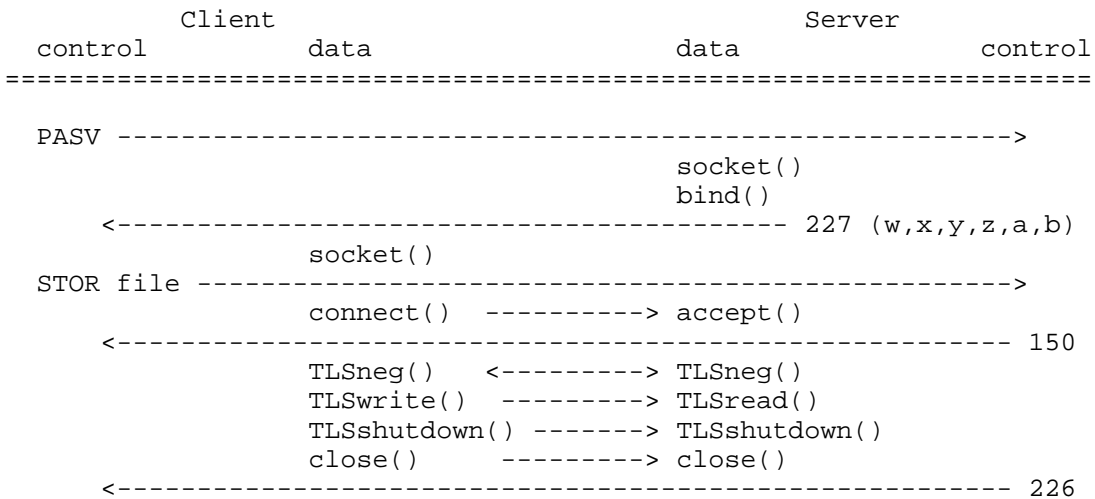 Client                                 Server
 control          data                   data               control
====================================================================

 PASV -------------------------------------------------------->
                                         socket()
                                         bind()
     <------------------------------------------ 227 (w,x,y,z,a,b)
                  socket()
 STOR file --------------------------------------------------->
                  connect()  ----------> accept()
     <-------------------------------------------------------- 150
                  TLSneg()   <---------> TLSneg()
                  TLSwrite()  ---------> TLSread()
                  TLSshutdown() -------> TLSshutdown()
                  close()     ---------> close()
     <-------------------------------------------------------- 226